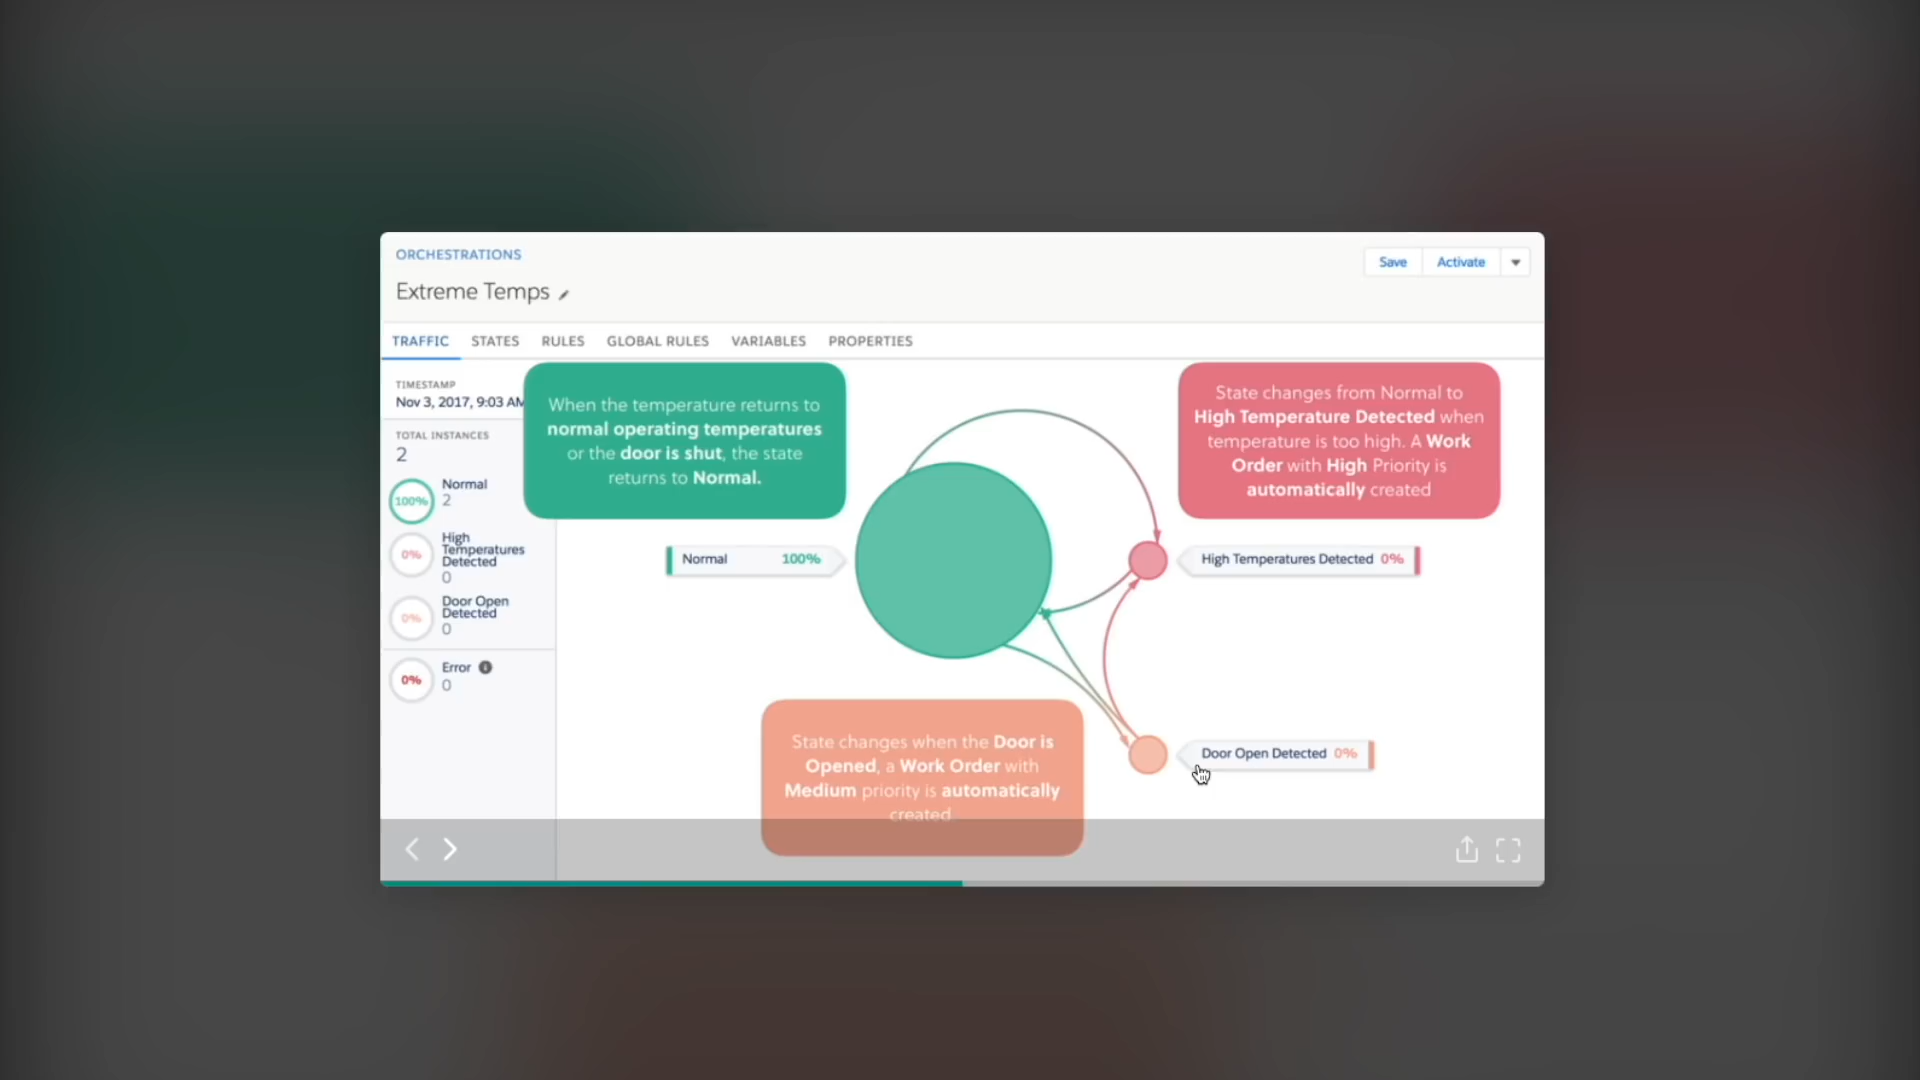 ORCHESTRATIONS
Extreme Temps
Save
Activate
TRAFFIC
STATES
RULES
GLOBAL RULES
VARIABLES
PROPERTIES
TIMESTAMP
Nov 3, 2017, 9:03 AM
TOTAL INSTANCES
2
100%
Normal
2
0%
High
Temperatures
Detected
0
0%
Door Open
Detected
0
0%
Error
0
When the temperature returns to
normal operating temperatures
or the door is shut, the state
returns to Normal.
State changes from Normal to
High Temperature Detected when
temperature is too high. A Work
Order with High Priority is
automatically created
Normal 100%
High Temperatures Detected 0%
State changes when the Door is
Opened, a Work Order with
Medium priority is automatically
created.
Door Open Detected 0%